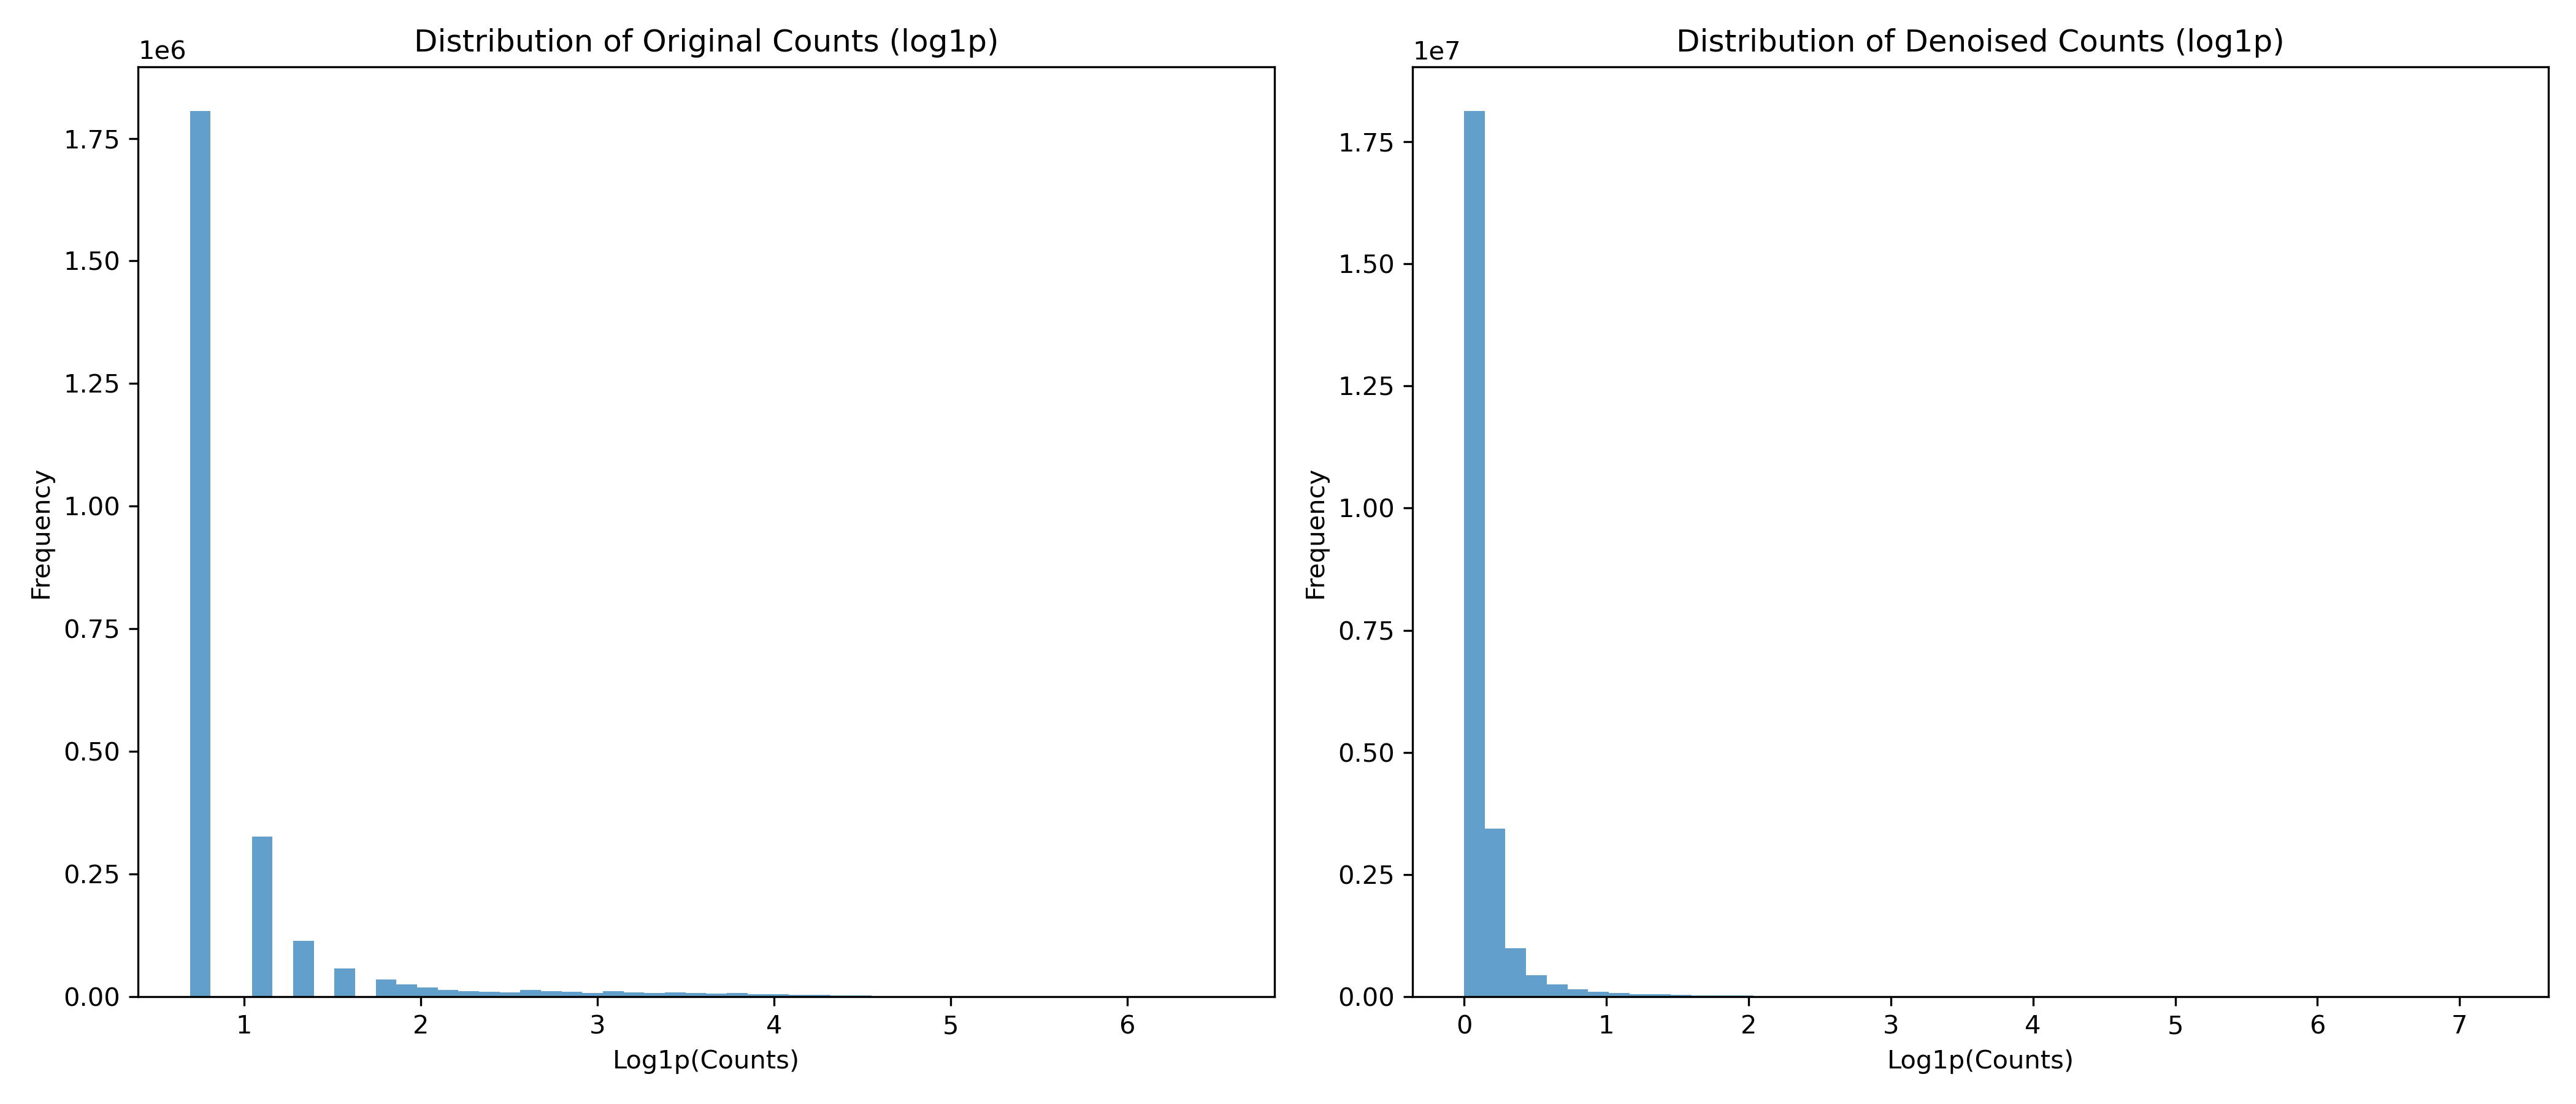 Distribution of Original Counts (log1p)
1e6
1.75
1.50
1.25
1.00
0.75
0.50
0.25
0.00
Frequency
1 2 3 4 5 6
Log1p(Counts)
Distribution of Denoised Counts (log1p)
1e7
1.75
1.50
1.25
1.00
0.75
0.50
0.25
0.00
Frequency
0 1 2 3 4 5 6 7
Log1p(Counts)